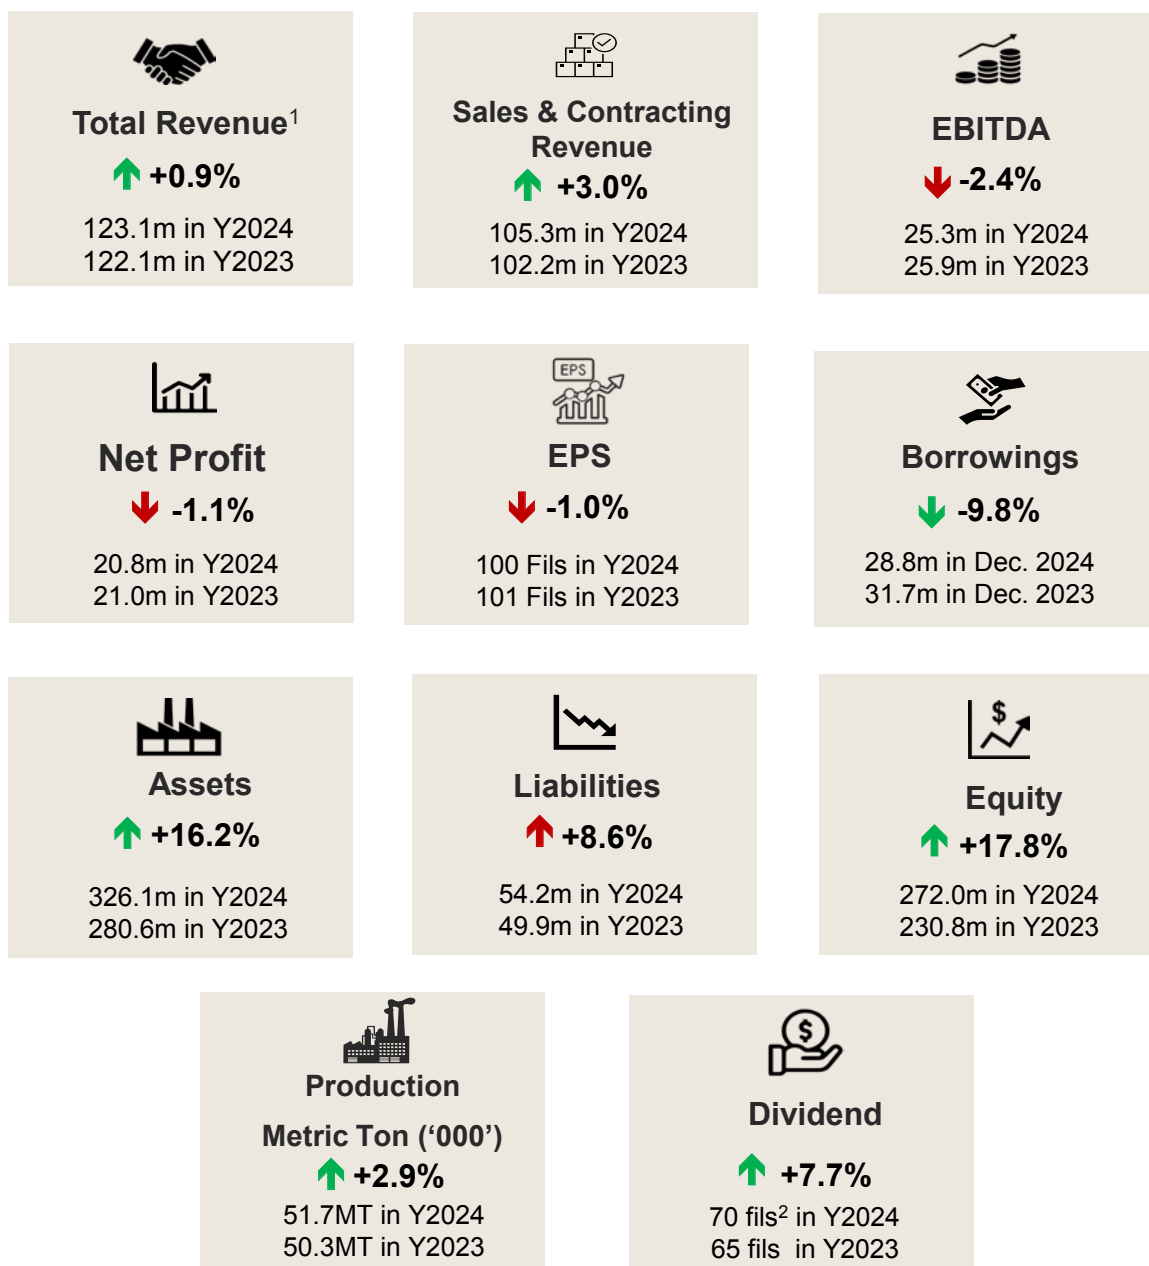 Total Revenue¹
+0.9%
123.1m in Y2024
122.1m in Y2023
Sales & Contracting
Revenue
+3.0%
105.3m in Y2024
102.2m in Y2023
EBITDA
-2.4%
25.3m in Y2024
25.9m in Y2023
Net Profit
-1.1%
20.8m in Y2024
21.0m in Y2023
EPS
EPS
-1.0%
100 Fils in Y2024
101 Fils in Y2023
Borrowings
-9.8%
28.8m in Dec. 2024
31.7m in Dec. 2023
Assets
+16.2%
326.1m in Y2024
280.6m in Y2023
Liabilities
+8.6%
54.2m in Y2024
49.9m in Y2023
$
Equity
+17.8%
272.0m in Y2024
230.8m in Y2023
Production
Metric Ton (‘000’)
+2.9%
51.7MT in Y2024
50.3MT in Y2023
$
Dividend
+7.7%
70 fils² in Y2024
65 fils in Y2023